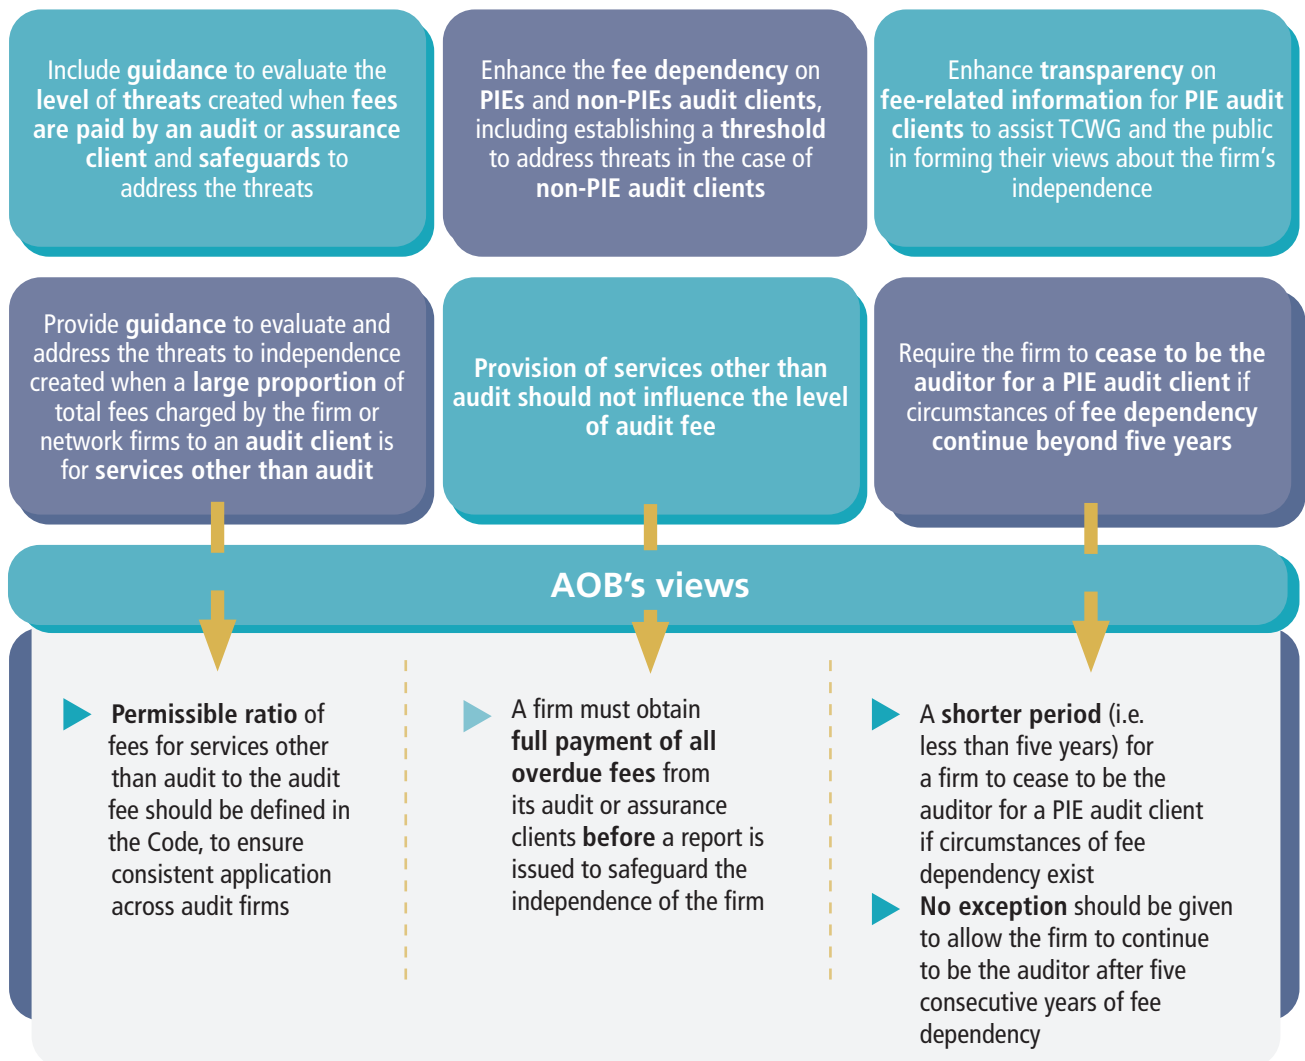 Include guidance to evaluate the
level of threats created when fees
are paid by an audit or assurance
client and safeguards to
address the threats
Enhance the fee dependency on
PIEs and non-PIEs audit clients,
including establishing a threshold
to address threats in the case of
non-PIE audit clients
Enhance transparency on
fee-related information for PIE audit
clients to assist TCWG and the public
in forming their views about the firm's
independence
Provide guidance to evaluate and
address the threats to independence
created when a large proportion of
total fees charged by the firm or
network firms to an audit client is
for services other than audit
Provision of services other than
audit should not influence the level
of audit fee
Require the firm to cease to be the
auditor for a PIE audit client if
circumstances of fee dependency
continue beyond five years
AOB's views
Permissible ratio of
fees for services other
than audit to the audit
fee should be defined in
the Code, to ensure
consistent application
across audit firms
A firm must obtain
full payment of all
overdue fees from
its audit or assurance
clients before a report is
issued to safeguard the
independence of the firm
A shorter period (i.e.
less than five years) for
a firm to cease to be the
auditor for a PIE audit client
if circumstances of fee
dependency exist
No exception should be given
to allow the firm to continue
to be the auditor after five
consecutive years of fee
dependency